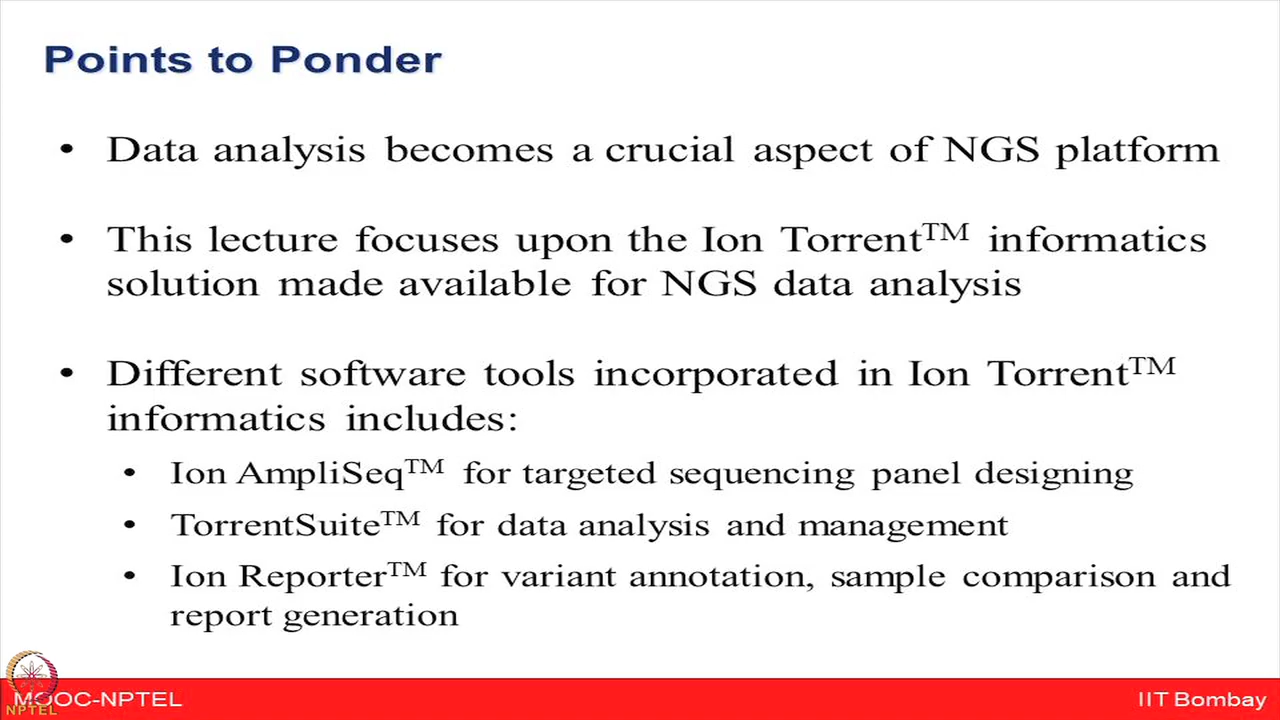 Points to Ponder
• Data analysis becomes a crucial aspect of NGS platform
• This lecture focuses upon the Ion Torrent™ informatics
solution made available for NGS data analysis
• Different software tools incorporated in Ion Torrent™
informatics includes:
• Ion AmpliSeq™ for targeted sequencing panel designing
• TorrentSuite™ for data analysis and management
• Ion Reporter™ for variant annotation, sample comparison and
report generation
MOOC-NPTEL
NPTEL
IIT Bombay